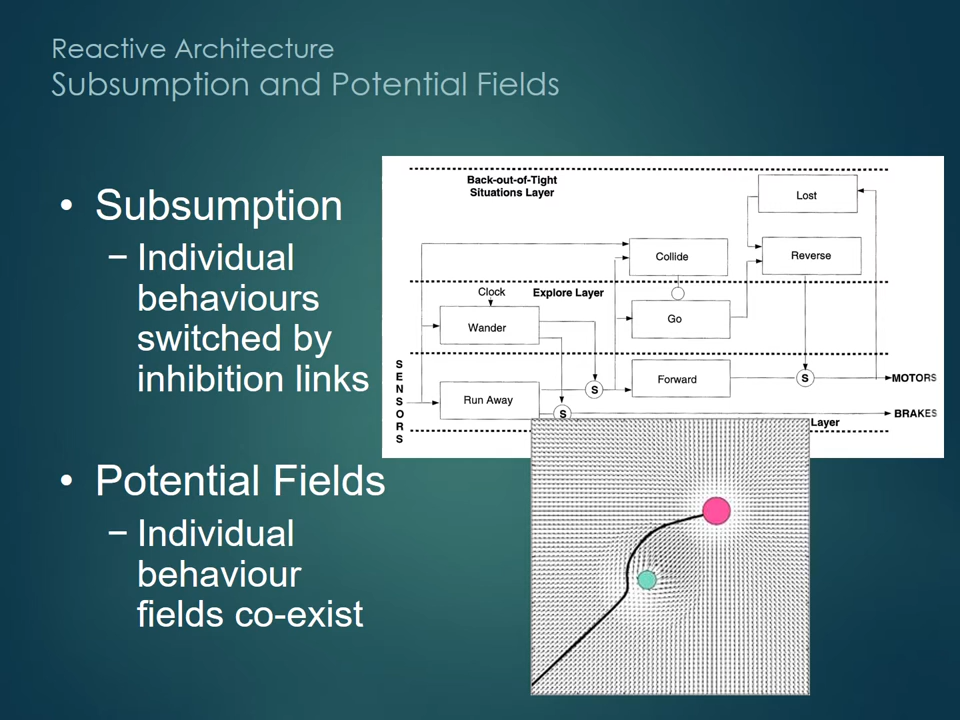 Reactive Architecture
Subsumption and Potential Fields
• Subsumption
– Individual
behaviours
switched by
inhibition links
• Potential Fields
– Individual
behaviour
fields co-exist
Back-out-of-Tight
Situations Layer
Lost
Collide
Reverse
Clock
Explore Layer
Wander
Go
SENSORS
Run Away
S
Forward
S
MOTORS
S
BRAKES
Layer